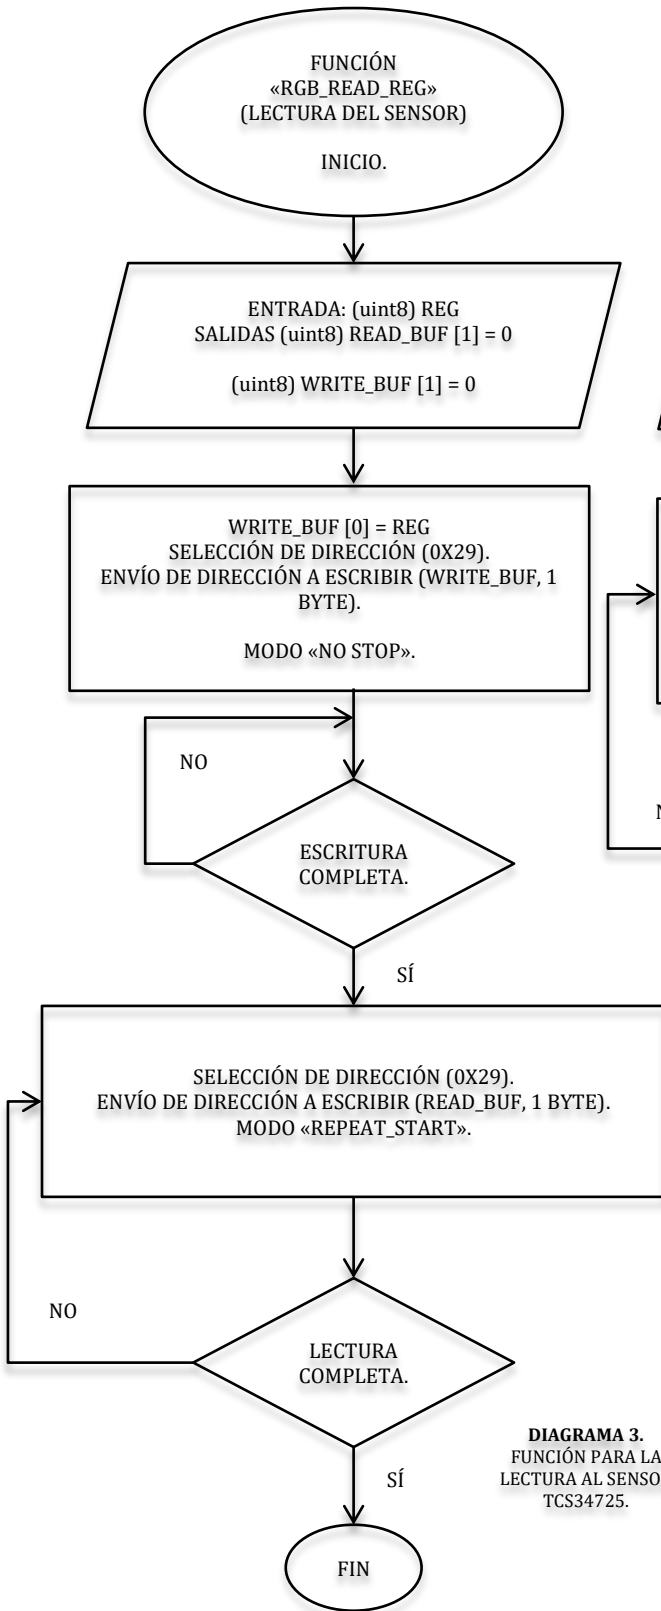 FUNCIÓN
«RGB_READ_REG»
(LECTURA DEL SENSOR)
INICIO.
ENTRADA: (uint8) REG
SALIDAS (uint8) READ_BUF [1] = 0
(uint8) WRITE_BUF [1] = 0
WRITE_BUF [0] = REG
SELECCIÓN DE DIRECCIÓN (0X29).
ENVÍO DE DIRECCIÓN A ESCRIBIR (WRITE_BUF, 1
BYTE).
MODO «NO STOP».
NO
ESCRITURA
COMPLETA.
SÍ
SELECCIÓN DE DIRECCIÓN (0X29).
ENVÍO DE DIRECCIÓN A ESCRIBIR (READ_BUF, 1 BYTE).
MODO «REPEAT_START».
NO
LECTURA
COMPLETA.
SÍ
DIAGRAMA 3.
FUNCIÓN PARA LA
LECTURA AL SENSO
TCS34725.
FIN